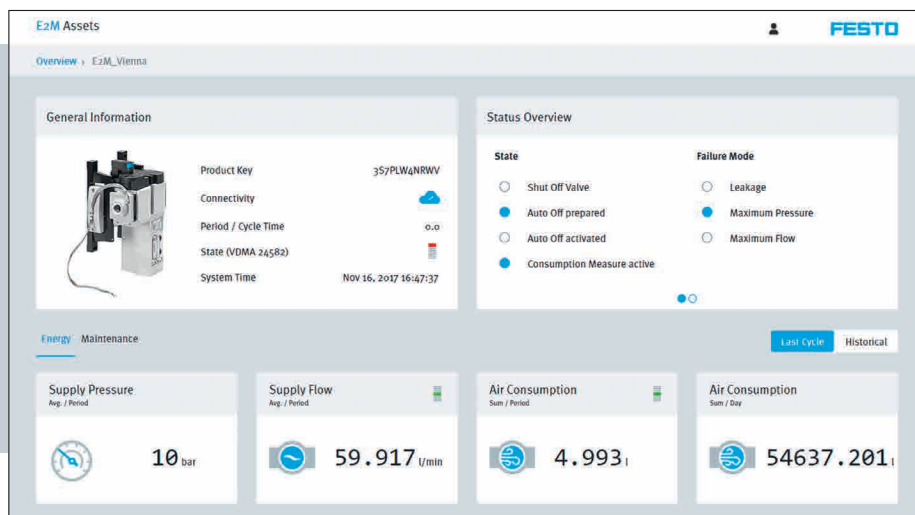 E2M Assets
FESTO
Overview › E2M_Vienna
General Information
Product Key 3S7PLW4NRWV
Connectivity
Period / Cycle Time 0.0
State (VDMA 24582)
System Time Nov 16, 2017 16:47:37
Status Overview
State
Shut Off Valve
Auto Off prepared
Auto Off activated
Consumption Measure active
Failure Mode
Leakage
Maximum Pressure
Maximum Flow
Energy Maintenance
Last Cycle Historical
Supply Pressure
Avg. / Period
10 bar
Supply Flow
Avg. / Period
59.917 l/min
Air Consumption
Sum / Period
4.993 l
Air Consumption
Sum / Day
54637.201 l